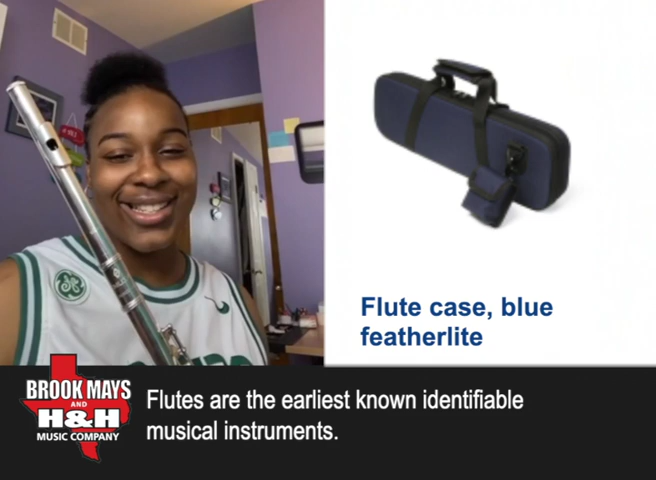 Flute case, blue
featherlite
BROOK MAYS
AND
H&H
MUSIC COMPANY
Flutes are the earliest known identifiable
musical instruments.